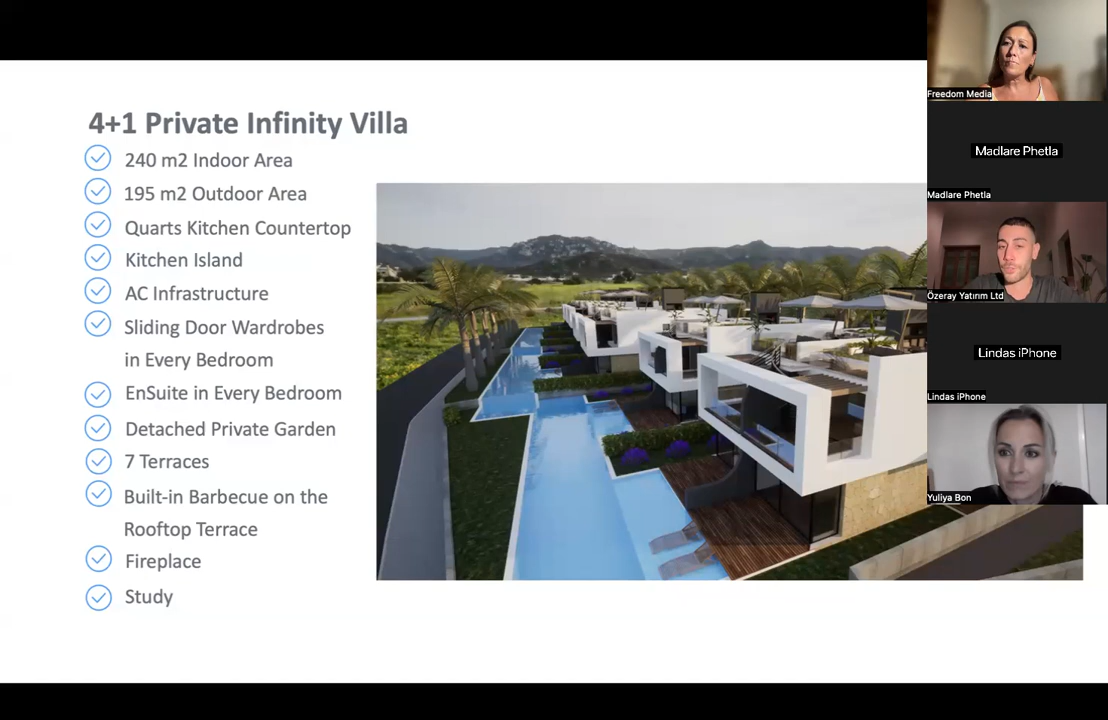 4+1 Private Infinity Villa
240 m2 Indoor Area
195 m2 Outdoor Area
Quarts Kitchen Countertop
Kitchen Island
AC Infrastructure
Sliding Door Wardrobes
in Every Bedroom
EnSuite in Every Bedroom
Detached Private Garden
7 Terraces
Built-in Barbecue on the
Rooftop Terrace
Fireplace
Study
Freedom Media
Madlare Phetla
Madlare Phetla
Özeray Yatırım Ltd
Lindas iPhone
Lindas iPhone
Yuliya Bon